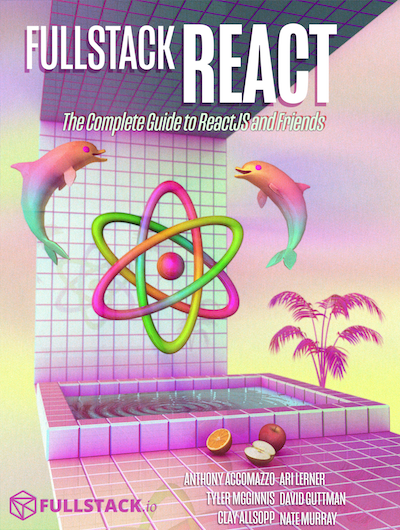 FULLSTACK REACT
The Complete Guide to ReactJS and Friends
ANTHONY ACCOMAZZO ARI LERNER
TYLER MCGINNIS DAVID GUTTMAN
CLAY ALLSOPP NATE MURRAY
FULLSTACK.io